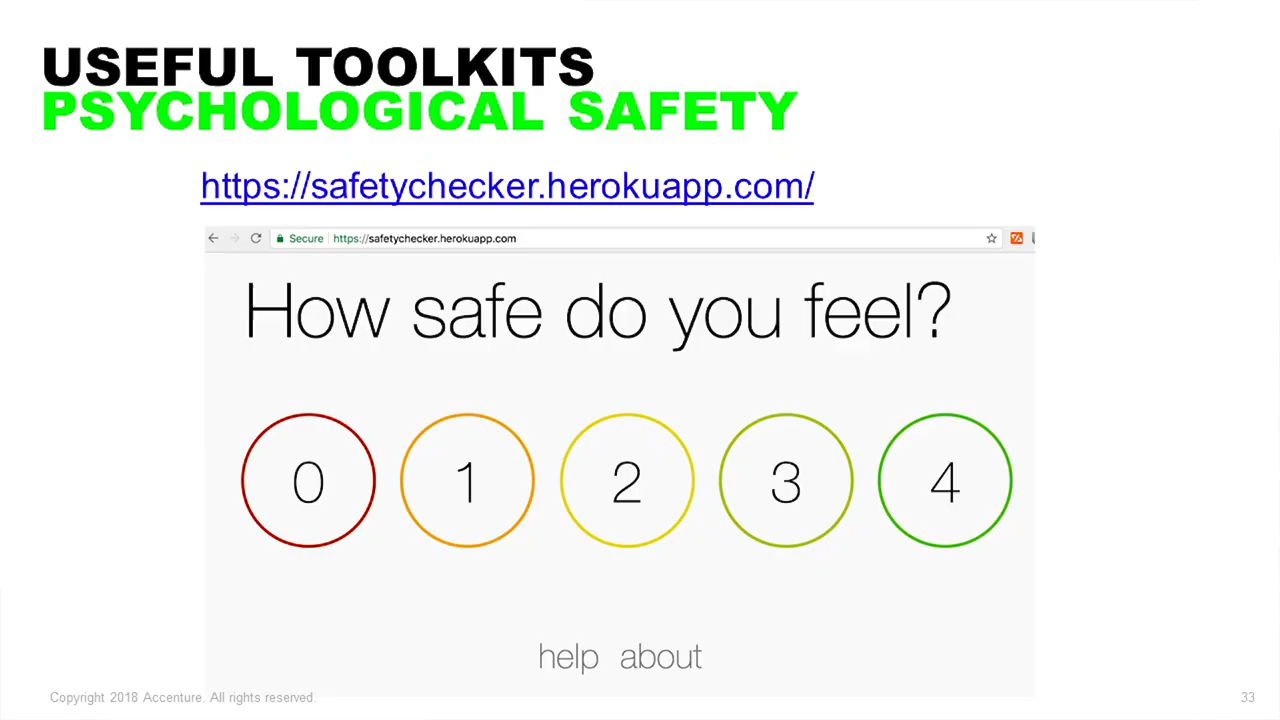 USEFUL TOOLKITS
PSYCHOLOGICAL SAFETY
https://safetychecker.herokuapp.com/
Secure https://safetychecker.herokuapp.com
How safe do you feel?
0 1 2 3 4
help about
Copyright 2018 Accenture. All rights reserved. 33